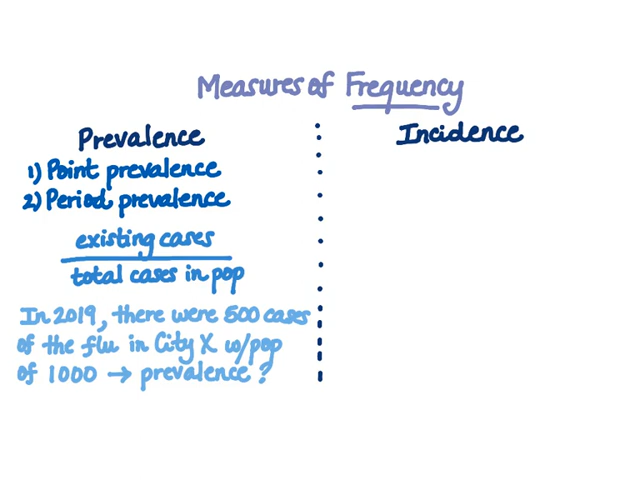 Measures of Frequency
Prevalence
1) Point prevalence
2) Period prevalence
existing cases
total cases in pop
In 2019, there were 500 cases
of the flu in City X w/pop
of 1000 → prevalence?
Incidence